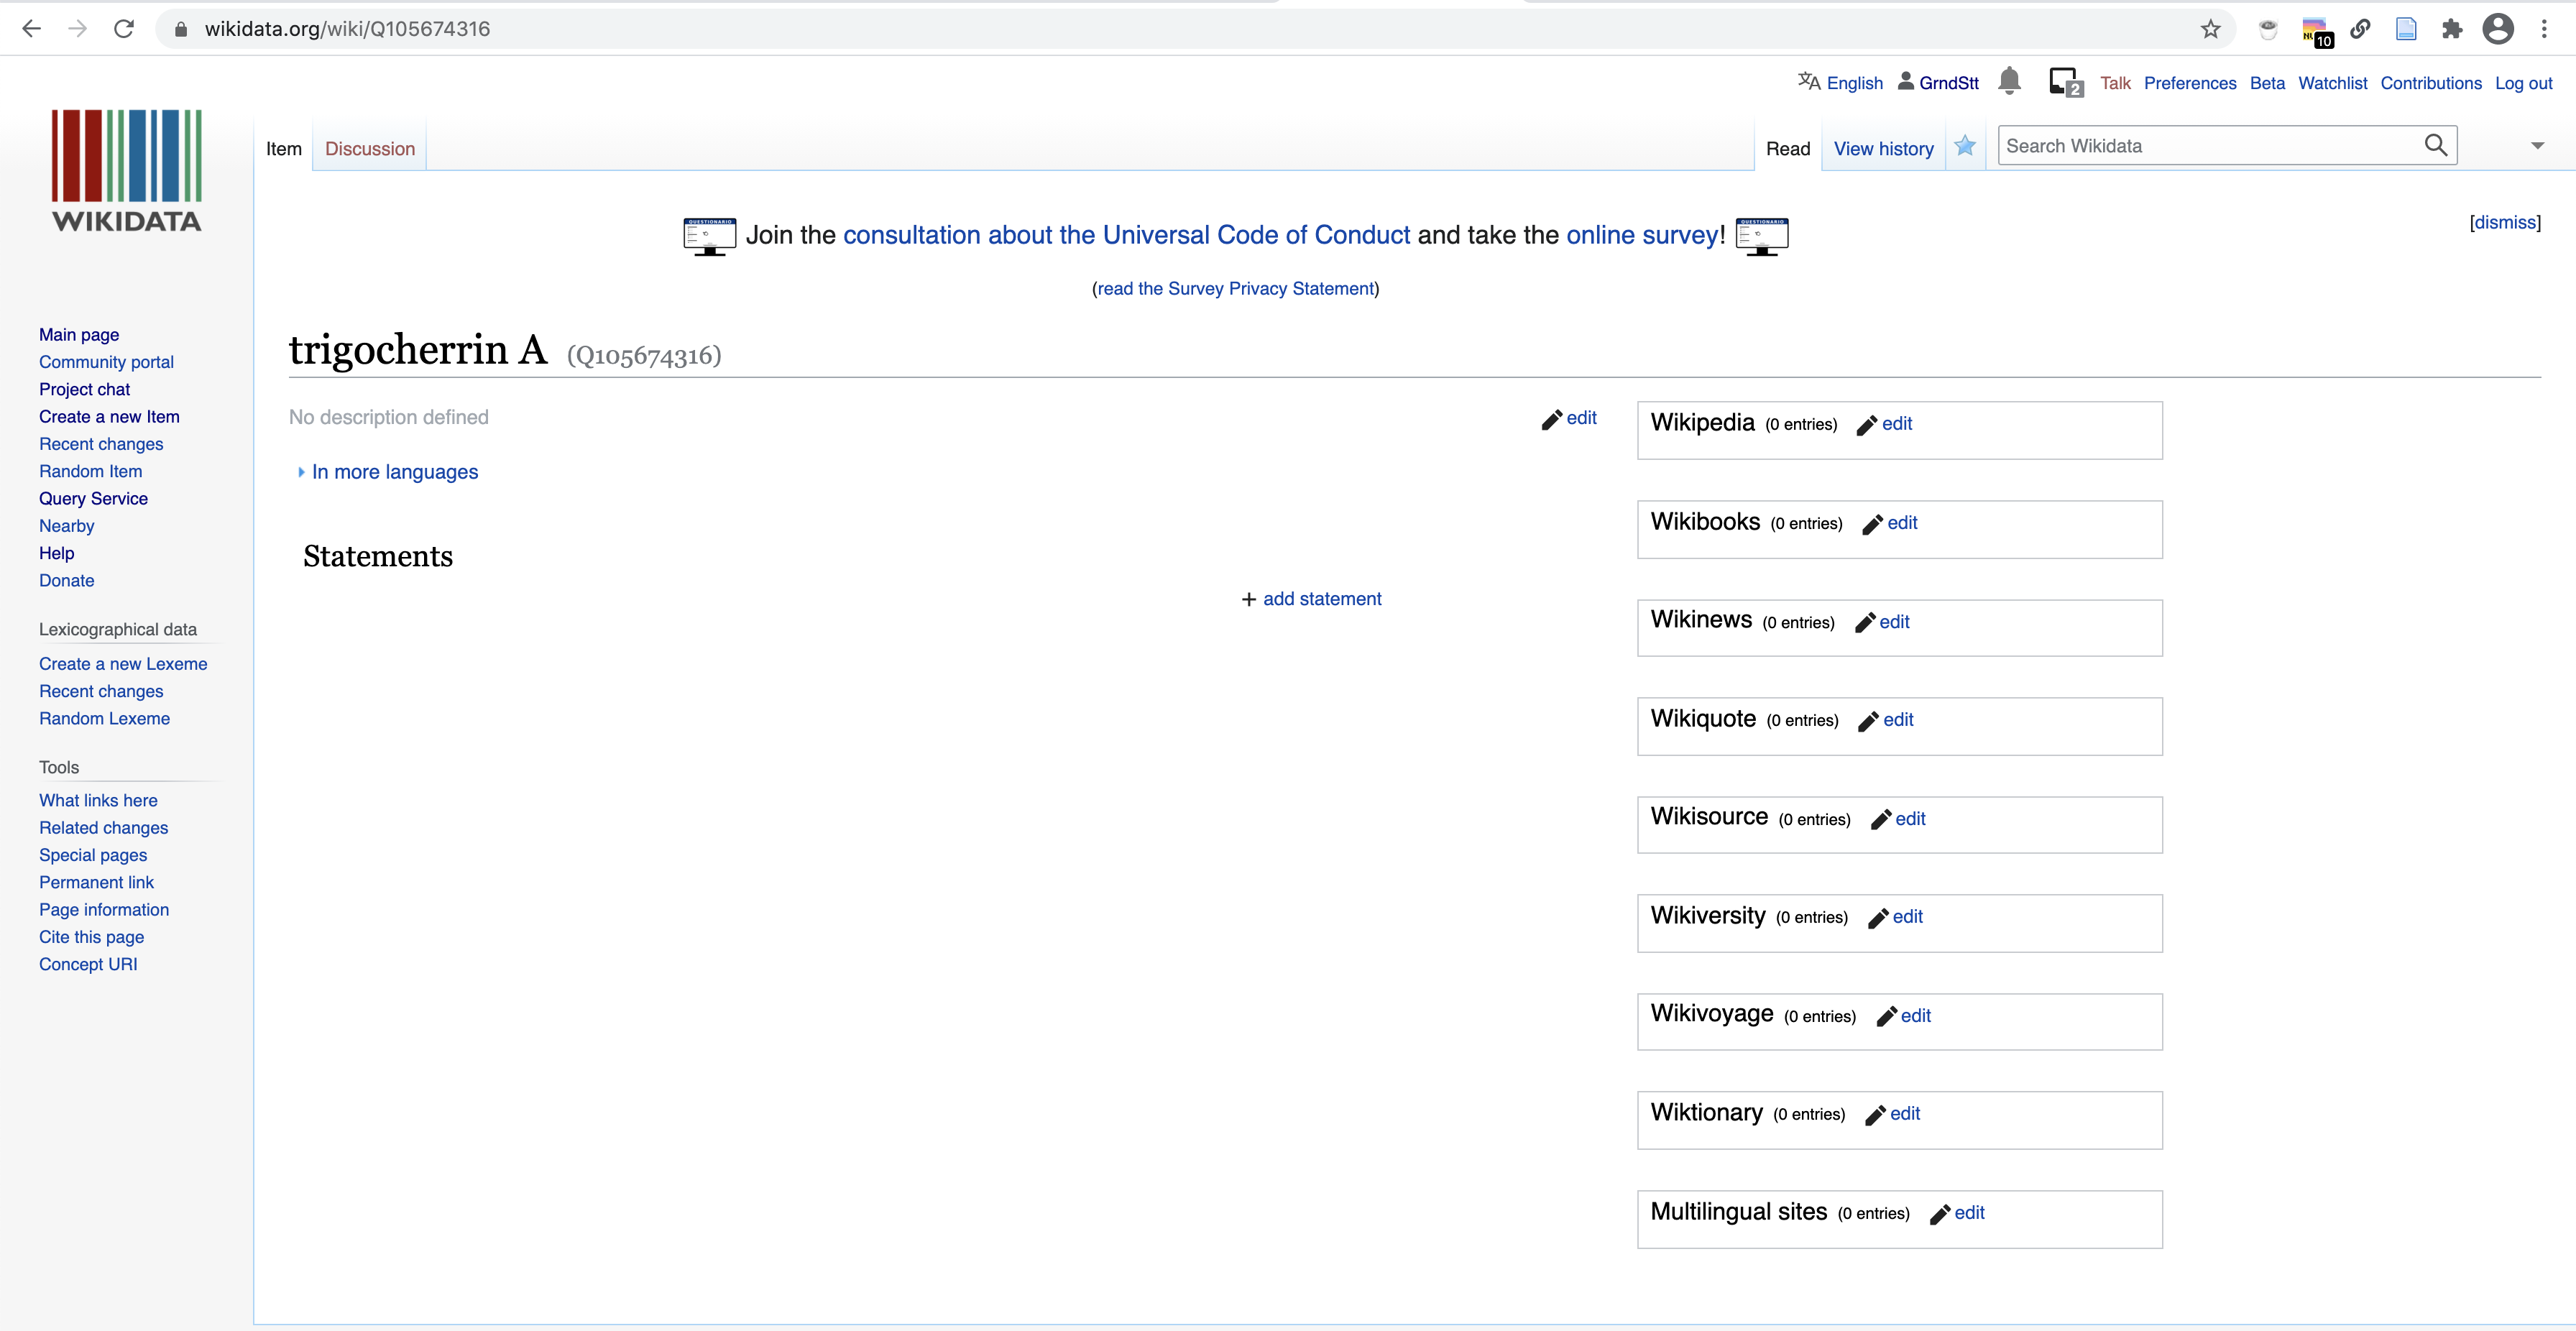 wikidata.org/wiki/Q105674316
10
English GrndStt 2 Talk Preferences Beta Watchlist Contributions Log out
WIKIDATA
Item Discussion Read View history Search Wikidata
QUESTIONARIO Join the consultation about the Universal Code of Conduct and take the online survey! QUESTIONARIO [dismiss]
(read the Survey Privacy Statement)
Main page
Community portal
Project chat
Create a new Item
Recent changes
Random Item
Query Service
Nearby
Help
Donate
Lexicographical data
Create a new Lexeme
Recent changes
Random Lexeme
Tools
What links here
Related changes
Special pages
Permanent link
Page information
Cite this page
Concept URI
trigocherrin A (Q105674316)
No description defined edit
In more languages
Statements
+ add statement
Wikipedia (0 entries) edit
Wikibooks (0 entries) edit
Wikinews (0 entries) edit
Wikiquote (0 entries) edit
Wikisource (0 entries) edit
Wikiversity (0 entries) edit
Wikivoyage (0 entries) edit
Wiktionary (0 entries) edit
Multilingual sites (0 entries) edit